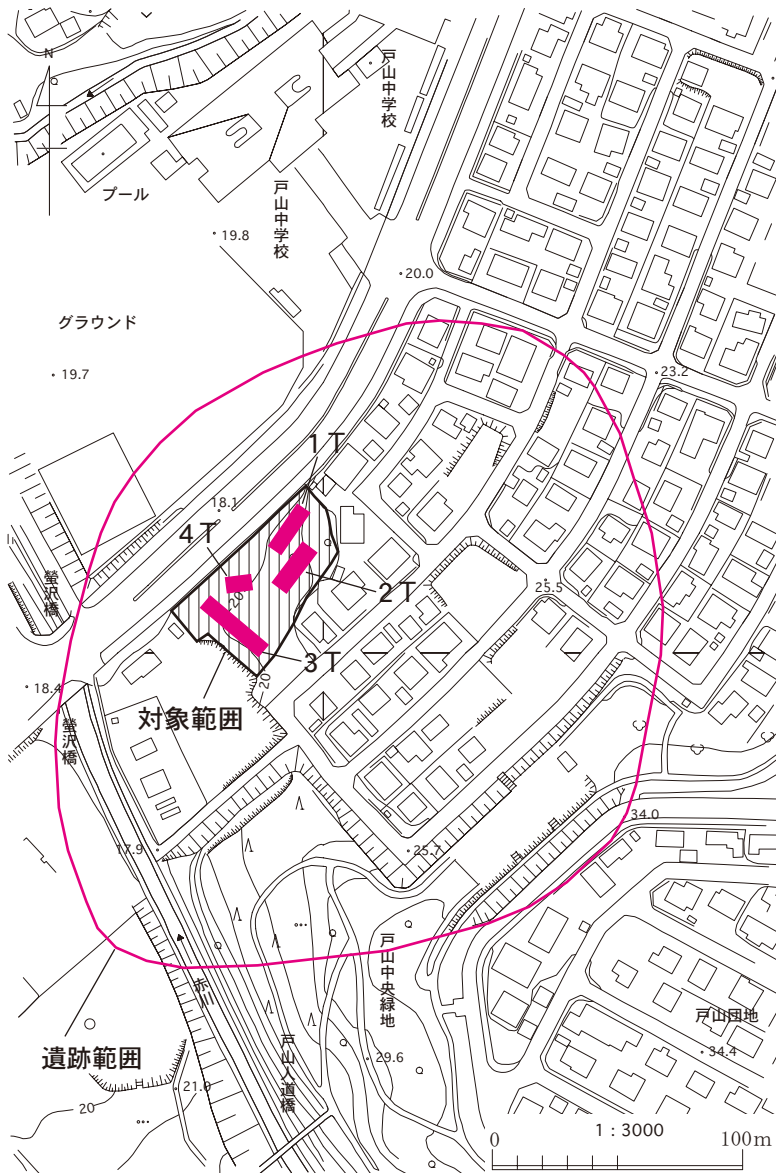 N
戸山中学校
プール
戸山中学校
19.8
20.0
グラウンド
19.7
23.2
1T
18.1
4T
2T
20
25.5
螢沢橋
3T
20
18.4
対象範囲
螢沢橋
34.0
17.9
25.7
戸山中央緑地
赤川
戸山団地
遺跡範囲
戸山人道橋
29.6
34.4
21.0
20
1:3000
0
100m